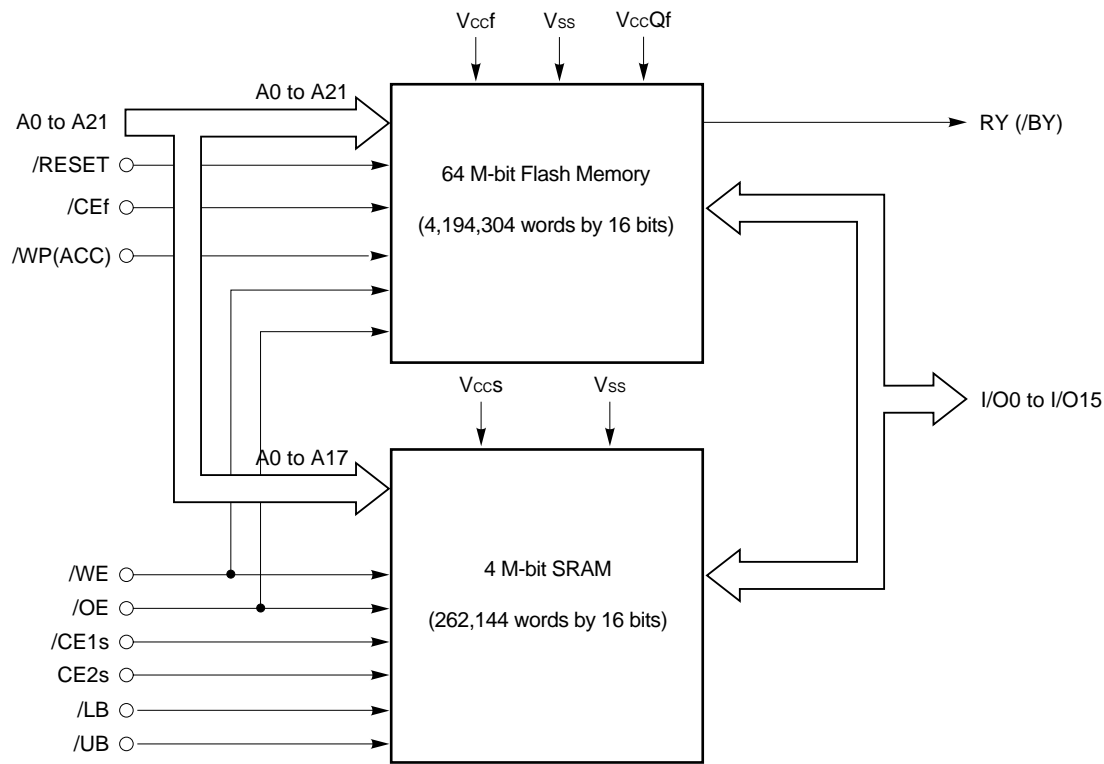 VCCf
VSS
VCCQf
A0 to A21
A0 to A21
RY (/BY)
/RESET
64 M-bit Flash Memory
/CEf
(4,194,304 words by 16 bits)
/WP(ACC)
VCCs
VSS
I/O0 to I/O15
A0 to A17
/WE
4 M-bit SRAM
/OE
(262,144 words by 16 bits)
/CE1s
CE2s
/LB
/UB